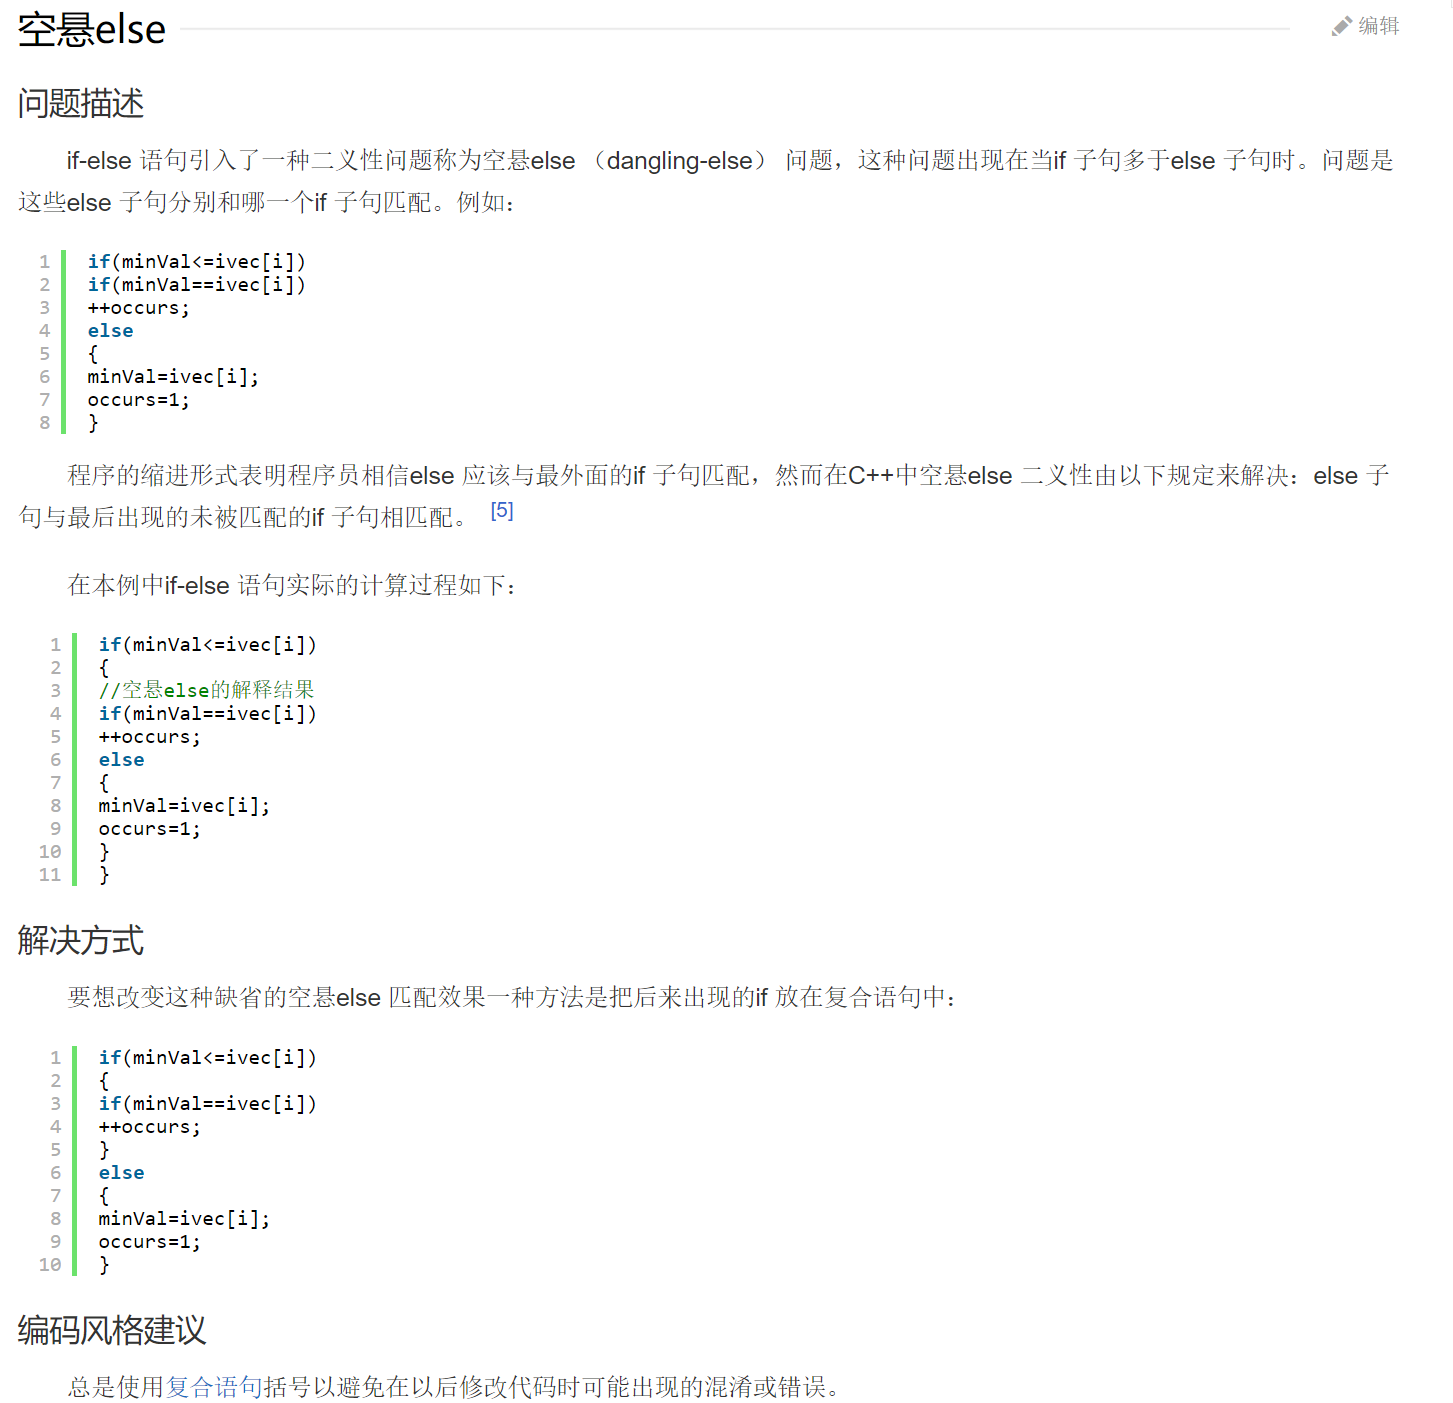 空悬else
编辑
问题描述
if-else 语句引入了一种二义性问题称为空悬else （dangling-else） 问题，这种问题出现在当if 子句多于else 子句时。问题是
这些else 子句分别和哪一个if 子句匹配。例如：
1 if(minVal<=ivec[i])
2 if(minVal==ivec[i])
3 ++occurs;
4 else
5 {
6 minVal=ivec[i];
7 occurs=1;
8 }
程序的缩进形式表明程序员相信else 应该与最外面的if 子句匹配，然而在C++中空悬else 二义性由以下规定来解决：else 子
句与最后出现的未被匹配的if 子句相匹配。 [5]
在本例中if-else 语句实际的计算过程如下：
1 if(minVal<=ivec[i])
2 {
3 //空悬else的解释结果
4 if(minVal==ivec[i])
5 ++occurs;
6 else
7 {
8 minVal=ivec[i];
9 occurs=1;
10 }
11 }
解决方式
要想改变这种缺省的空悬else 匹配效果一种方法是把后来出现的if 放在复合语句中：
1 if(minVal<=ivec[i])
2 {
3 if(minVal==ivec[i])
4 ++occurs;
5 }
6 else
7 {
8 minVal=ivec[i];
9 occurs=1;
10 }
编码风格建议
总是使用复合语句括号以避免在以后修改代码时可能出现的混淆或错误。